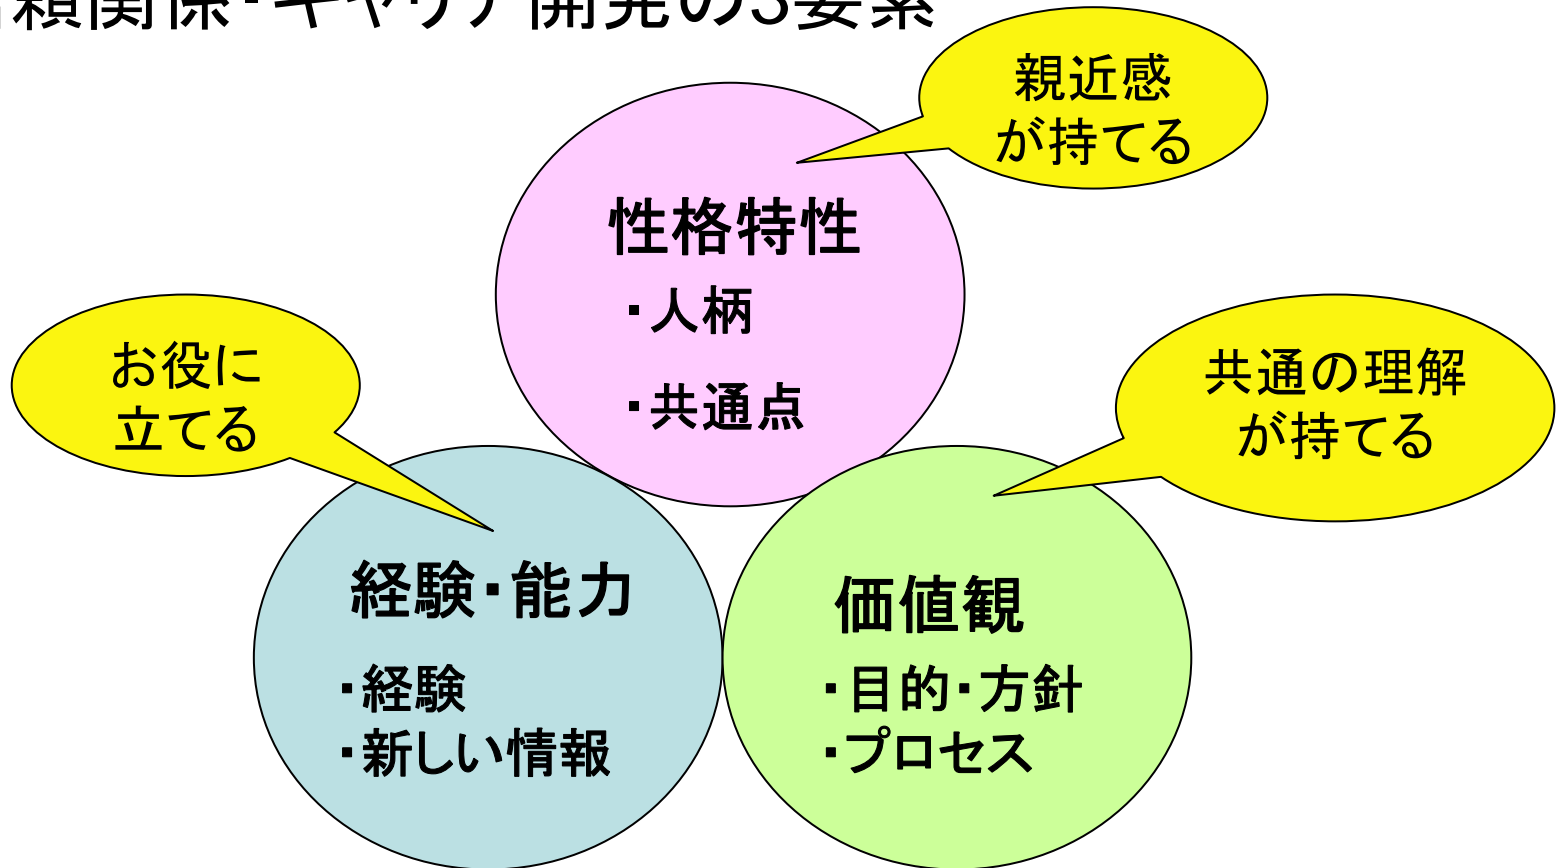 頼関係・キャリア開発の3要素
親近感
が持てる
性格特性
・人柄
・共通点
お役に
立てる
共通の理解
が持てる
経験・能力
・経験
・新しい情報
価値観
・目的・方針
・プロセス